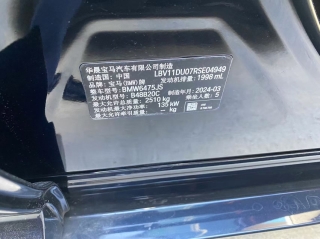 华晨宝马汽车有限公司制造
制造国: 中国 LBV11DU07RSE04949
品牌: 宝马(BMW)牌 发动机排量: 1998 mL
整车型号: BMW6475JS
发动机型号: B48B20C 制造年月: 2024-03
最大允许总质量: 2510 kg 乘坐人数: 5
发动机最大净功率: 135 kW
最大允许牵引质量: - kg